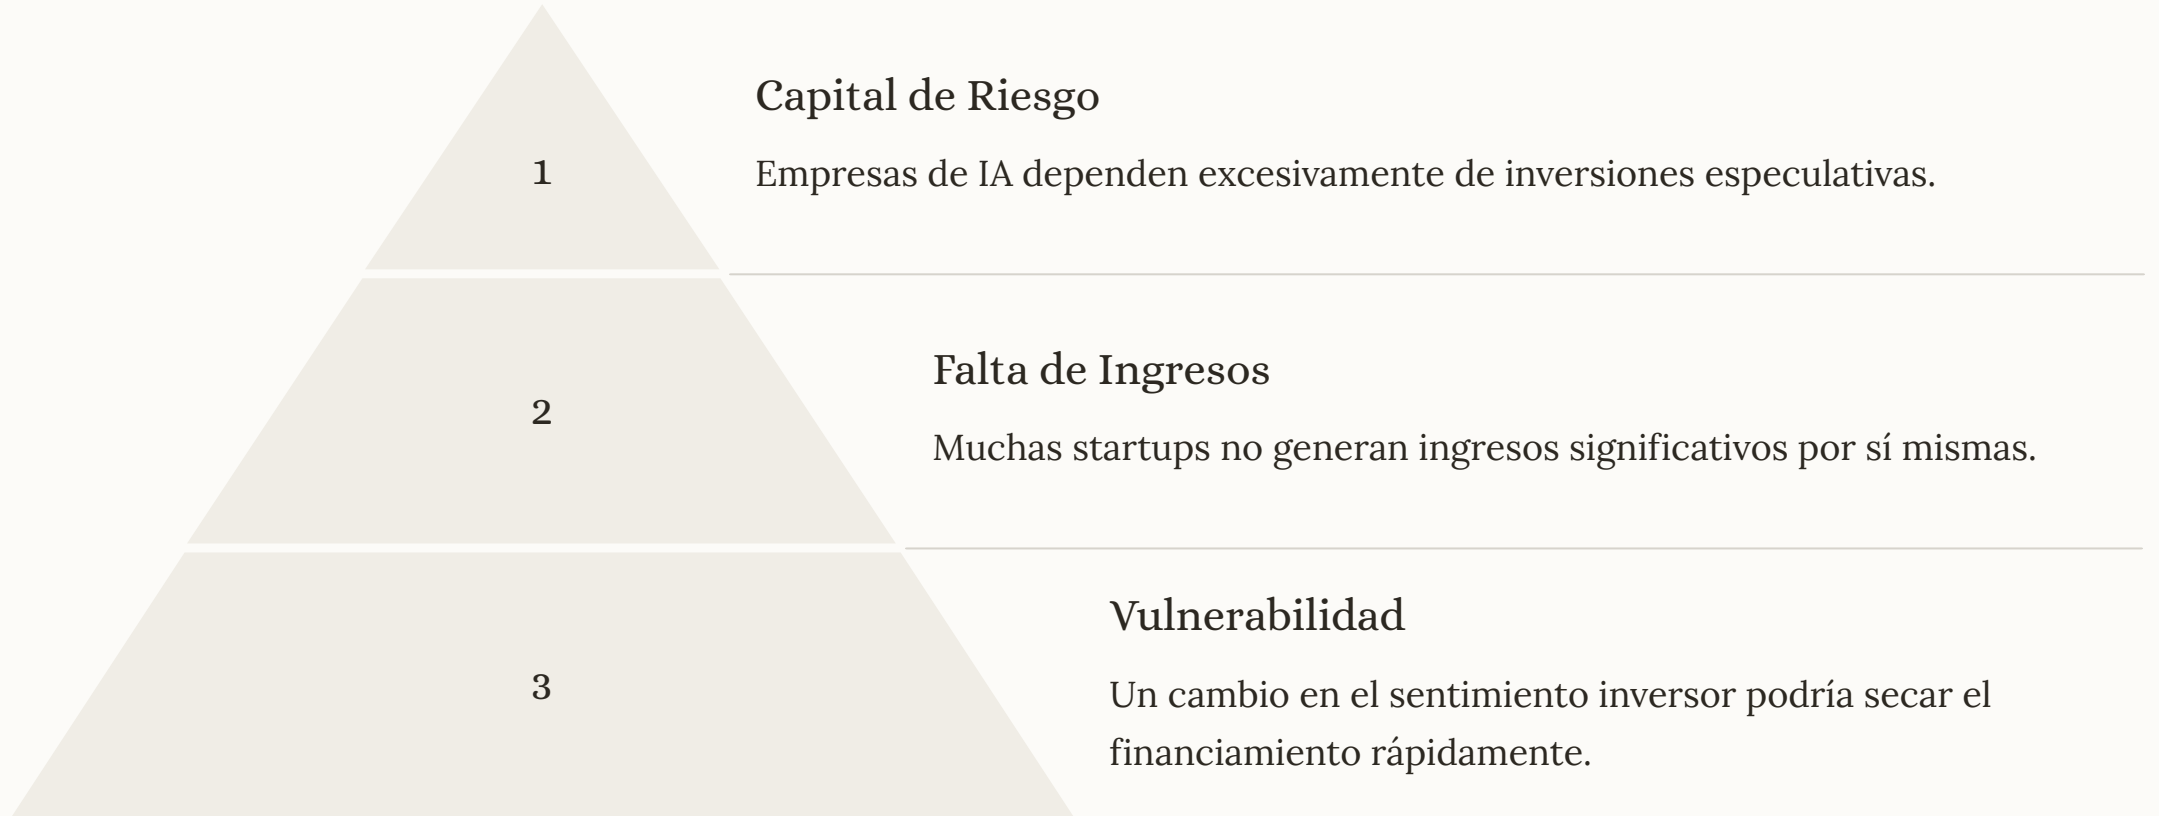 1
Capital de Riesgo
Empresas de IA dependen excesivamente de inversiones especulativas.
2
Falta de Ingresos
Muchas startups no generan ingresos significativos por sí mismas.
3
Vulnerabilidad
Un cambio en el sentimiento inversor podría secar el
financiamiento rápidamente.